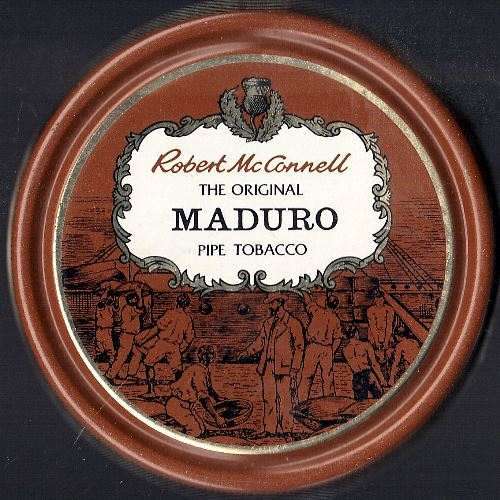 Robert McConnell
THE ORIGINAL
MADURO
PIPE TOBACCO